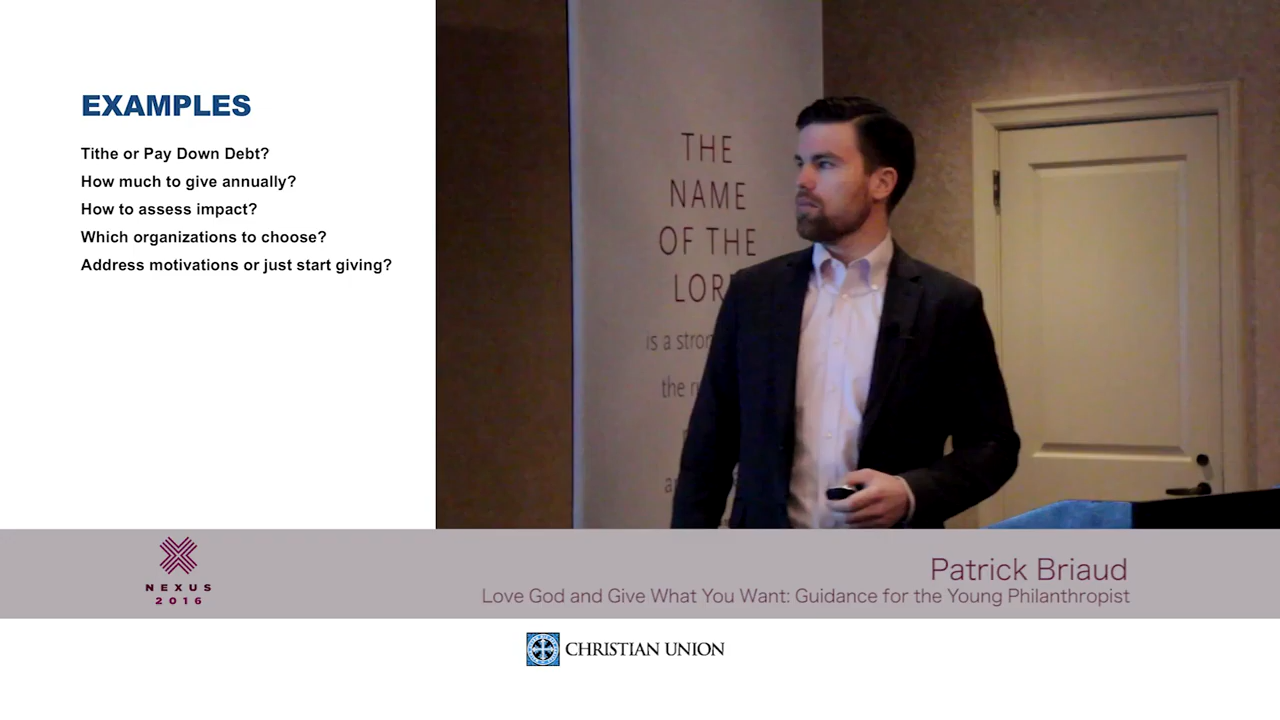 EXAMPLES
Tithe or Pay Down Debt?
How much to give annually?
How to assess impact?
Which organizations to choose?
Address motivations or just start giving?
THE
NAME
OF THE
LOR
is a stron
the
NEXUS
2016
Patrick Briaud
Love God and Give What You Want: Guidance for the Young Philanthropist
CHRISTIAN UNION